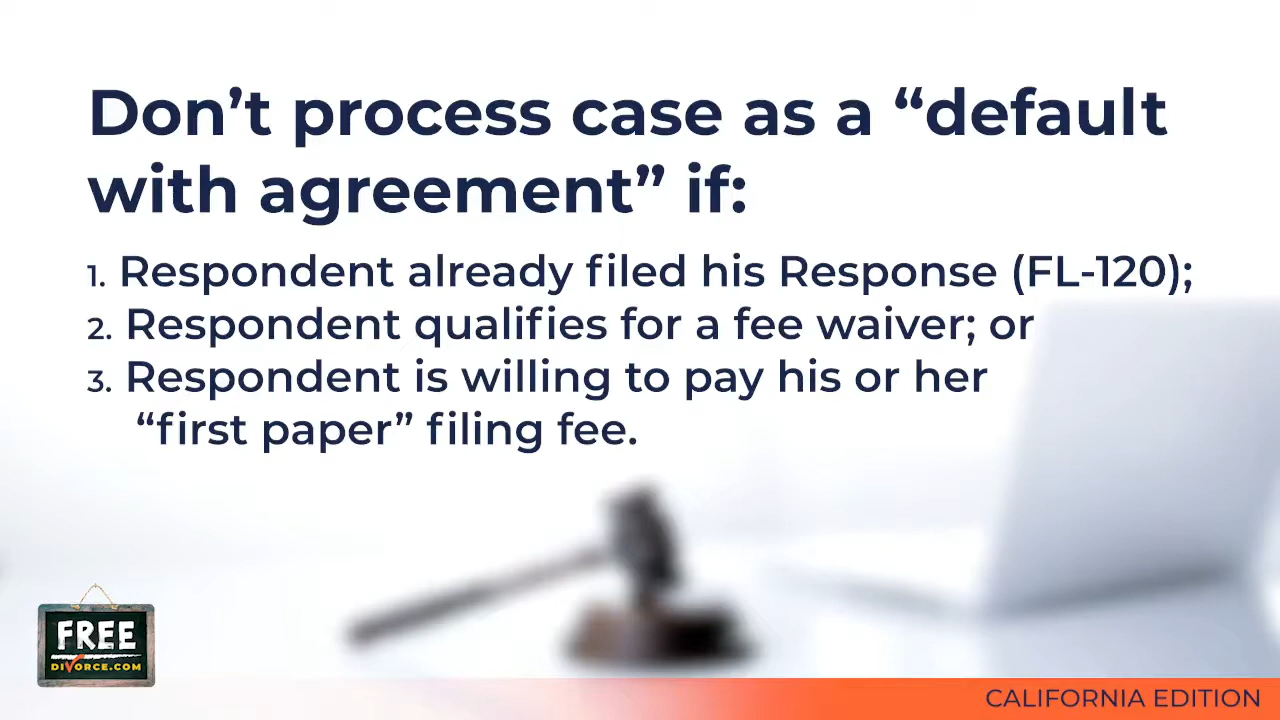 Don’t process case as a “default
with agreement” if:
1. Respondent already filed his Response (FL-120);
2. Respondent qualifies for a fee waiver; or
3. Respondent is willing to pay his or her
“first paper” filing fee.
FREE
DIVORCE.COM
CALIFORNIA EDITION